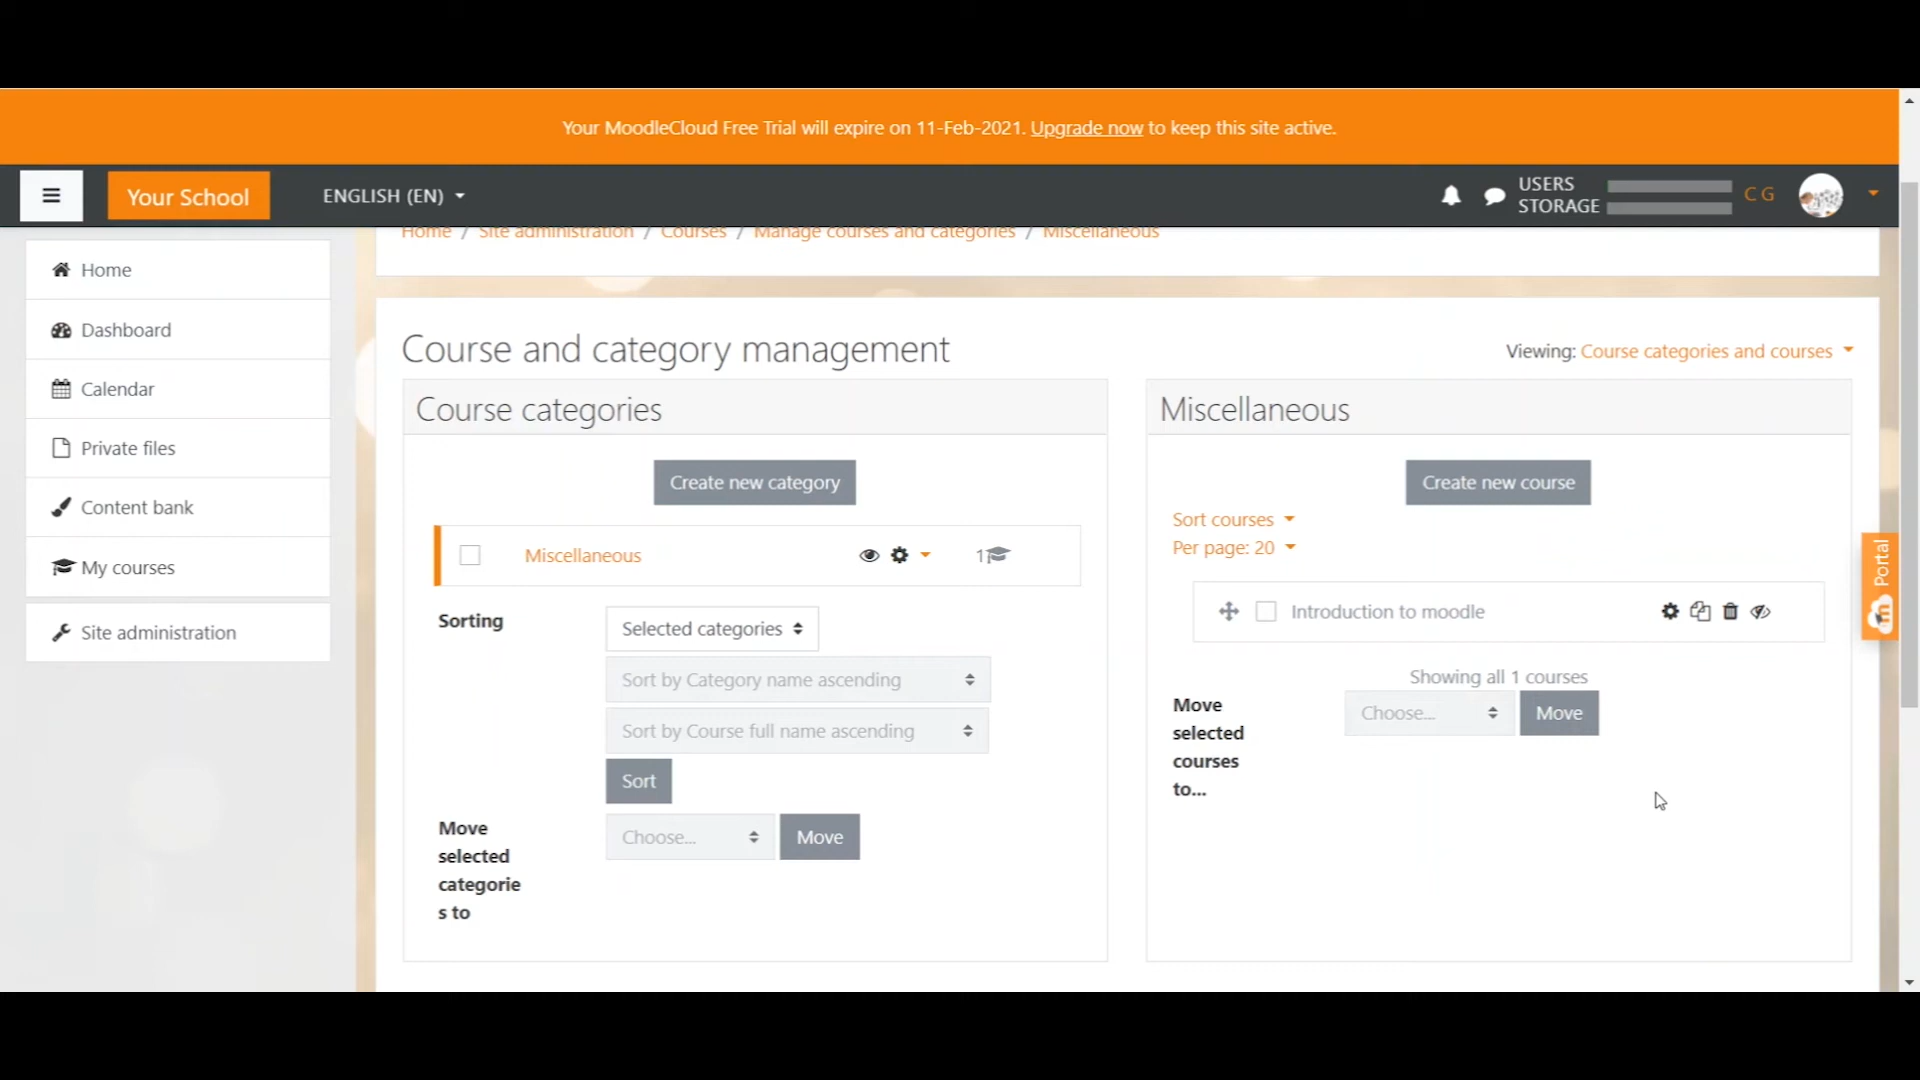 Your MoodleCloud Free Trial will expire on 11-Feb-2021. Upgrade now to keep this site active.
Your School
ENGLISH (EN)
USERS
STORAGE
C G
Home / Site administration / Courses / Manage courses and categories / Miscellaneous
Home
Dashboard
Calendar
Private files
Content bank
My courses
Site administration
Course and category management
Viewing: Course categories and courses
Course categories
Create new category
Miscellaneous
1
Sorting
Selected categories
Sort by Category name ascending
Sort by Course full name ascending
Sort
Move
selected
categorie
s to
Choose...
Move
Miscellaneous
Create new course
Sort courses
Per page: 20
Introduction to moodle
Showing all 1 courses
Move
selected
courses
to...
Choose...
Move
Portal